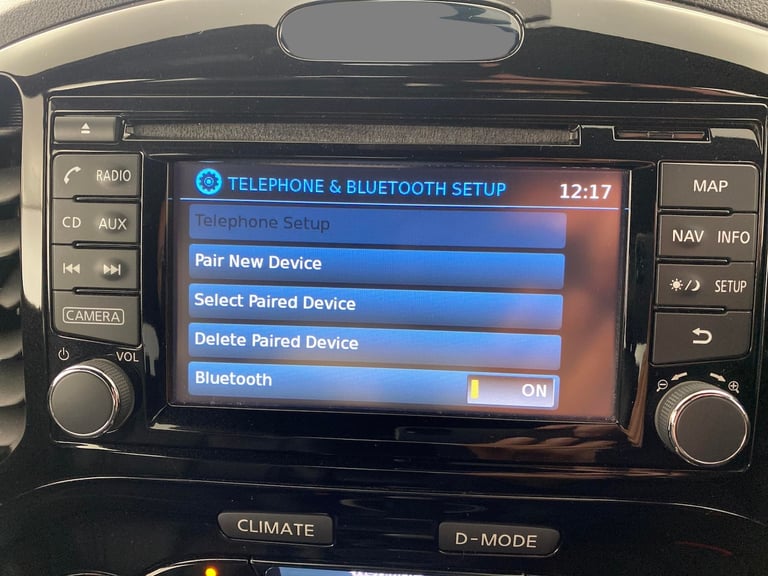 TELEPHONE & BLUETOOTH SETUP
12:17
Telephone Setup
Pair New Device
Select Paired Device
Delete Paired Device
Bluetooth
ON
RADIO
CD AUX
CAMERA
VOL
MAP
NAV INFO
SETUP
CLIMATE
D-MODE